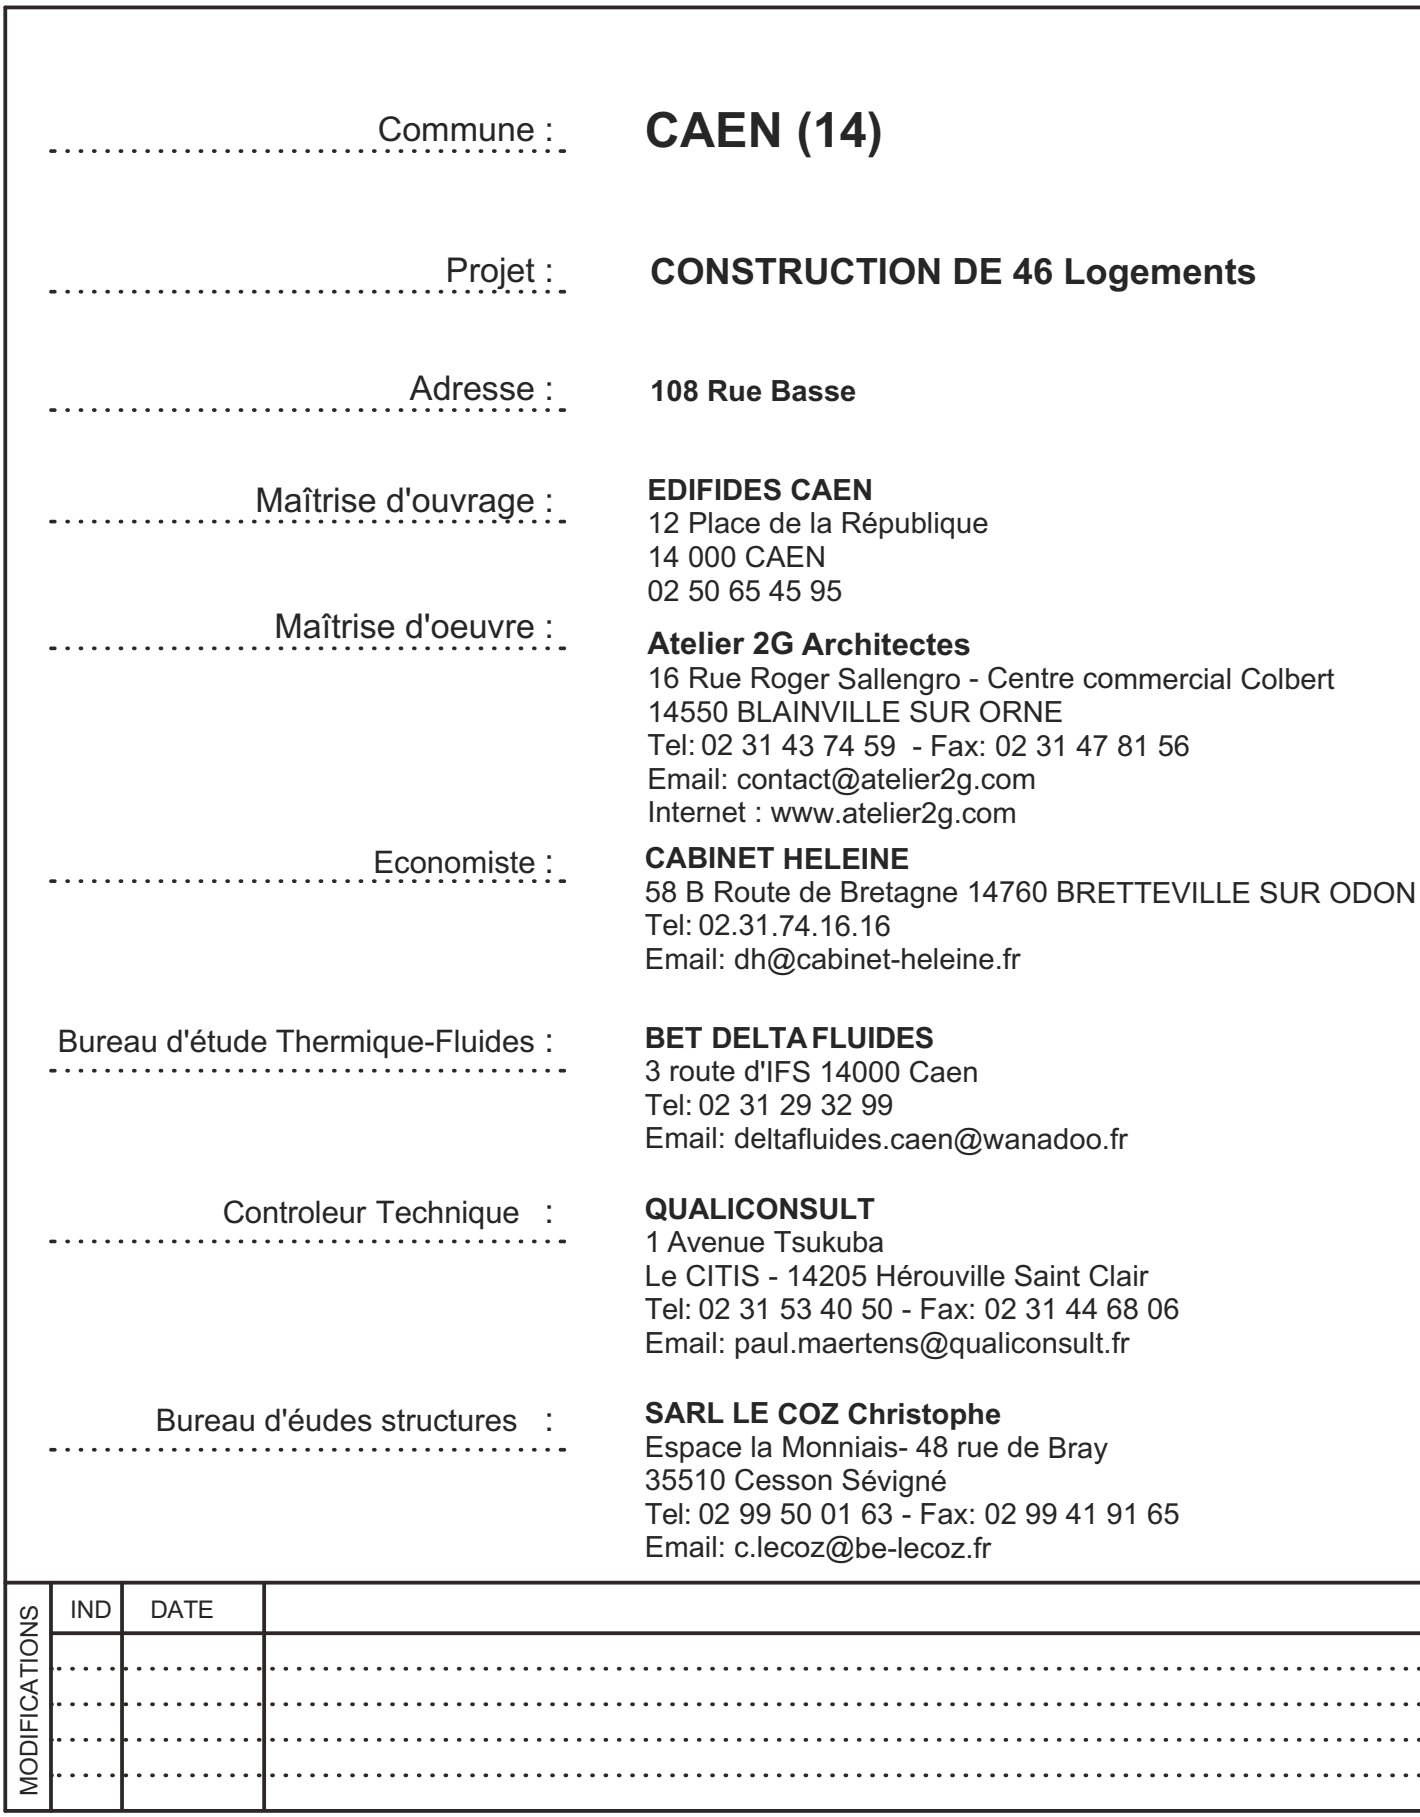 Commune : CAEN (14)
Projet : CONSTRUCTION DE 46 Logements
Adresse : 108 Rue Basse
Maîtrise d'ouvrage : EDIFIDES CAEN
12 Place de la République
14 000 CAEN
02 50 65 45 95
Maîtrise d'oeuvre : Atelier 2G Architectes
16 Rue Roger Sallengro - Centre commercial Colbert
14550 BLAINVILLE SUR ORNE
Tel: 02 31 43 74 59 - Fax: 02 31 47 81 56
Email: contact@atelier2g.com
Internet : www.atelier2g.com
Economiste : CABINET HELEINE
58 B Route de Bretagne 14760 BRETTEVILLE SUR ODON
Tel: 02.31.74.16.16
Email: dh@cabinet-heleine.fr
Bureau d'étude Thermique-Fluides : BET DELTA FLUIDES
3 route d'IFS 14000 Caen
Tel: 02 31 29 32 99
Email: deltafluides.caen@wanadoo.fr
Controleur Technique : QUALICONSULT
1 Avenue Tsukuba
Le CITIS - 14205 Hérouville Saint Clair
Tel: 02 31 53 40 50 - Fax: 02 31 44 68 06
Email: paul.maertens@qualiconsult.fr
Bureau d'éudes structures : SARL LE COZ Christophe
Espace la Monniais- 48 rue de Bray
35510 Cesson Sévigné
Tel: 02 99 50 01 63 - Fax: 02 99 41 91 65
Email: c.lecoz@be-lecoz.fr
MODIFICATIONS
IND DATE